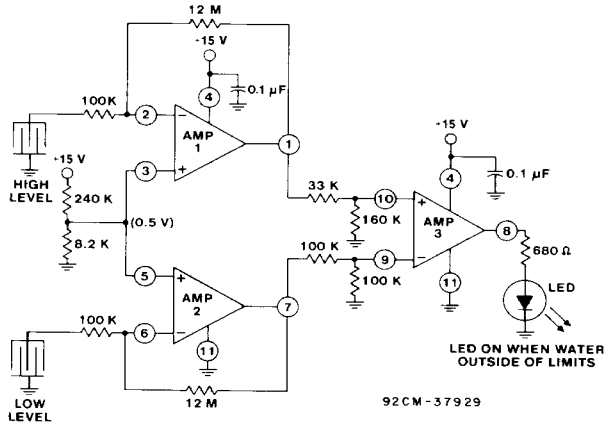 12 M
+15 V
4
0.1 µF
100K
2
−
AMP
1
1
HIGH
LEVEL
+15 V
3
+
240 K
(0.5 V)
8.2 K
33 K
10
+
160 K
+15 V
4
0.1 µF
AMP
3
8
680 Ω
5
+
AMP
2
7
100 K
9
−
100 K
11
LED
100 K
6
−
11
12 M
LOW
LEVEL
LED ON WHEN WATER
OUTSIDE OF LIMITS
92CM-37929